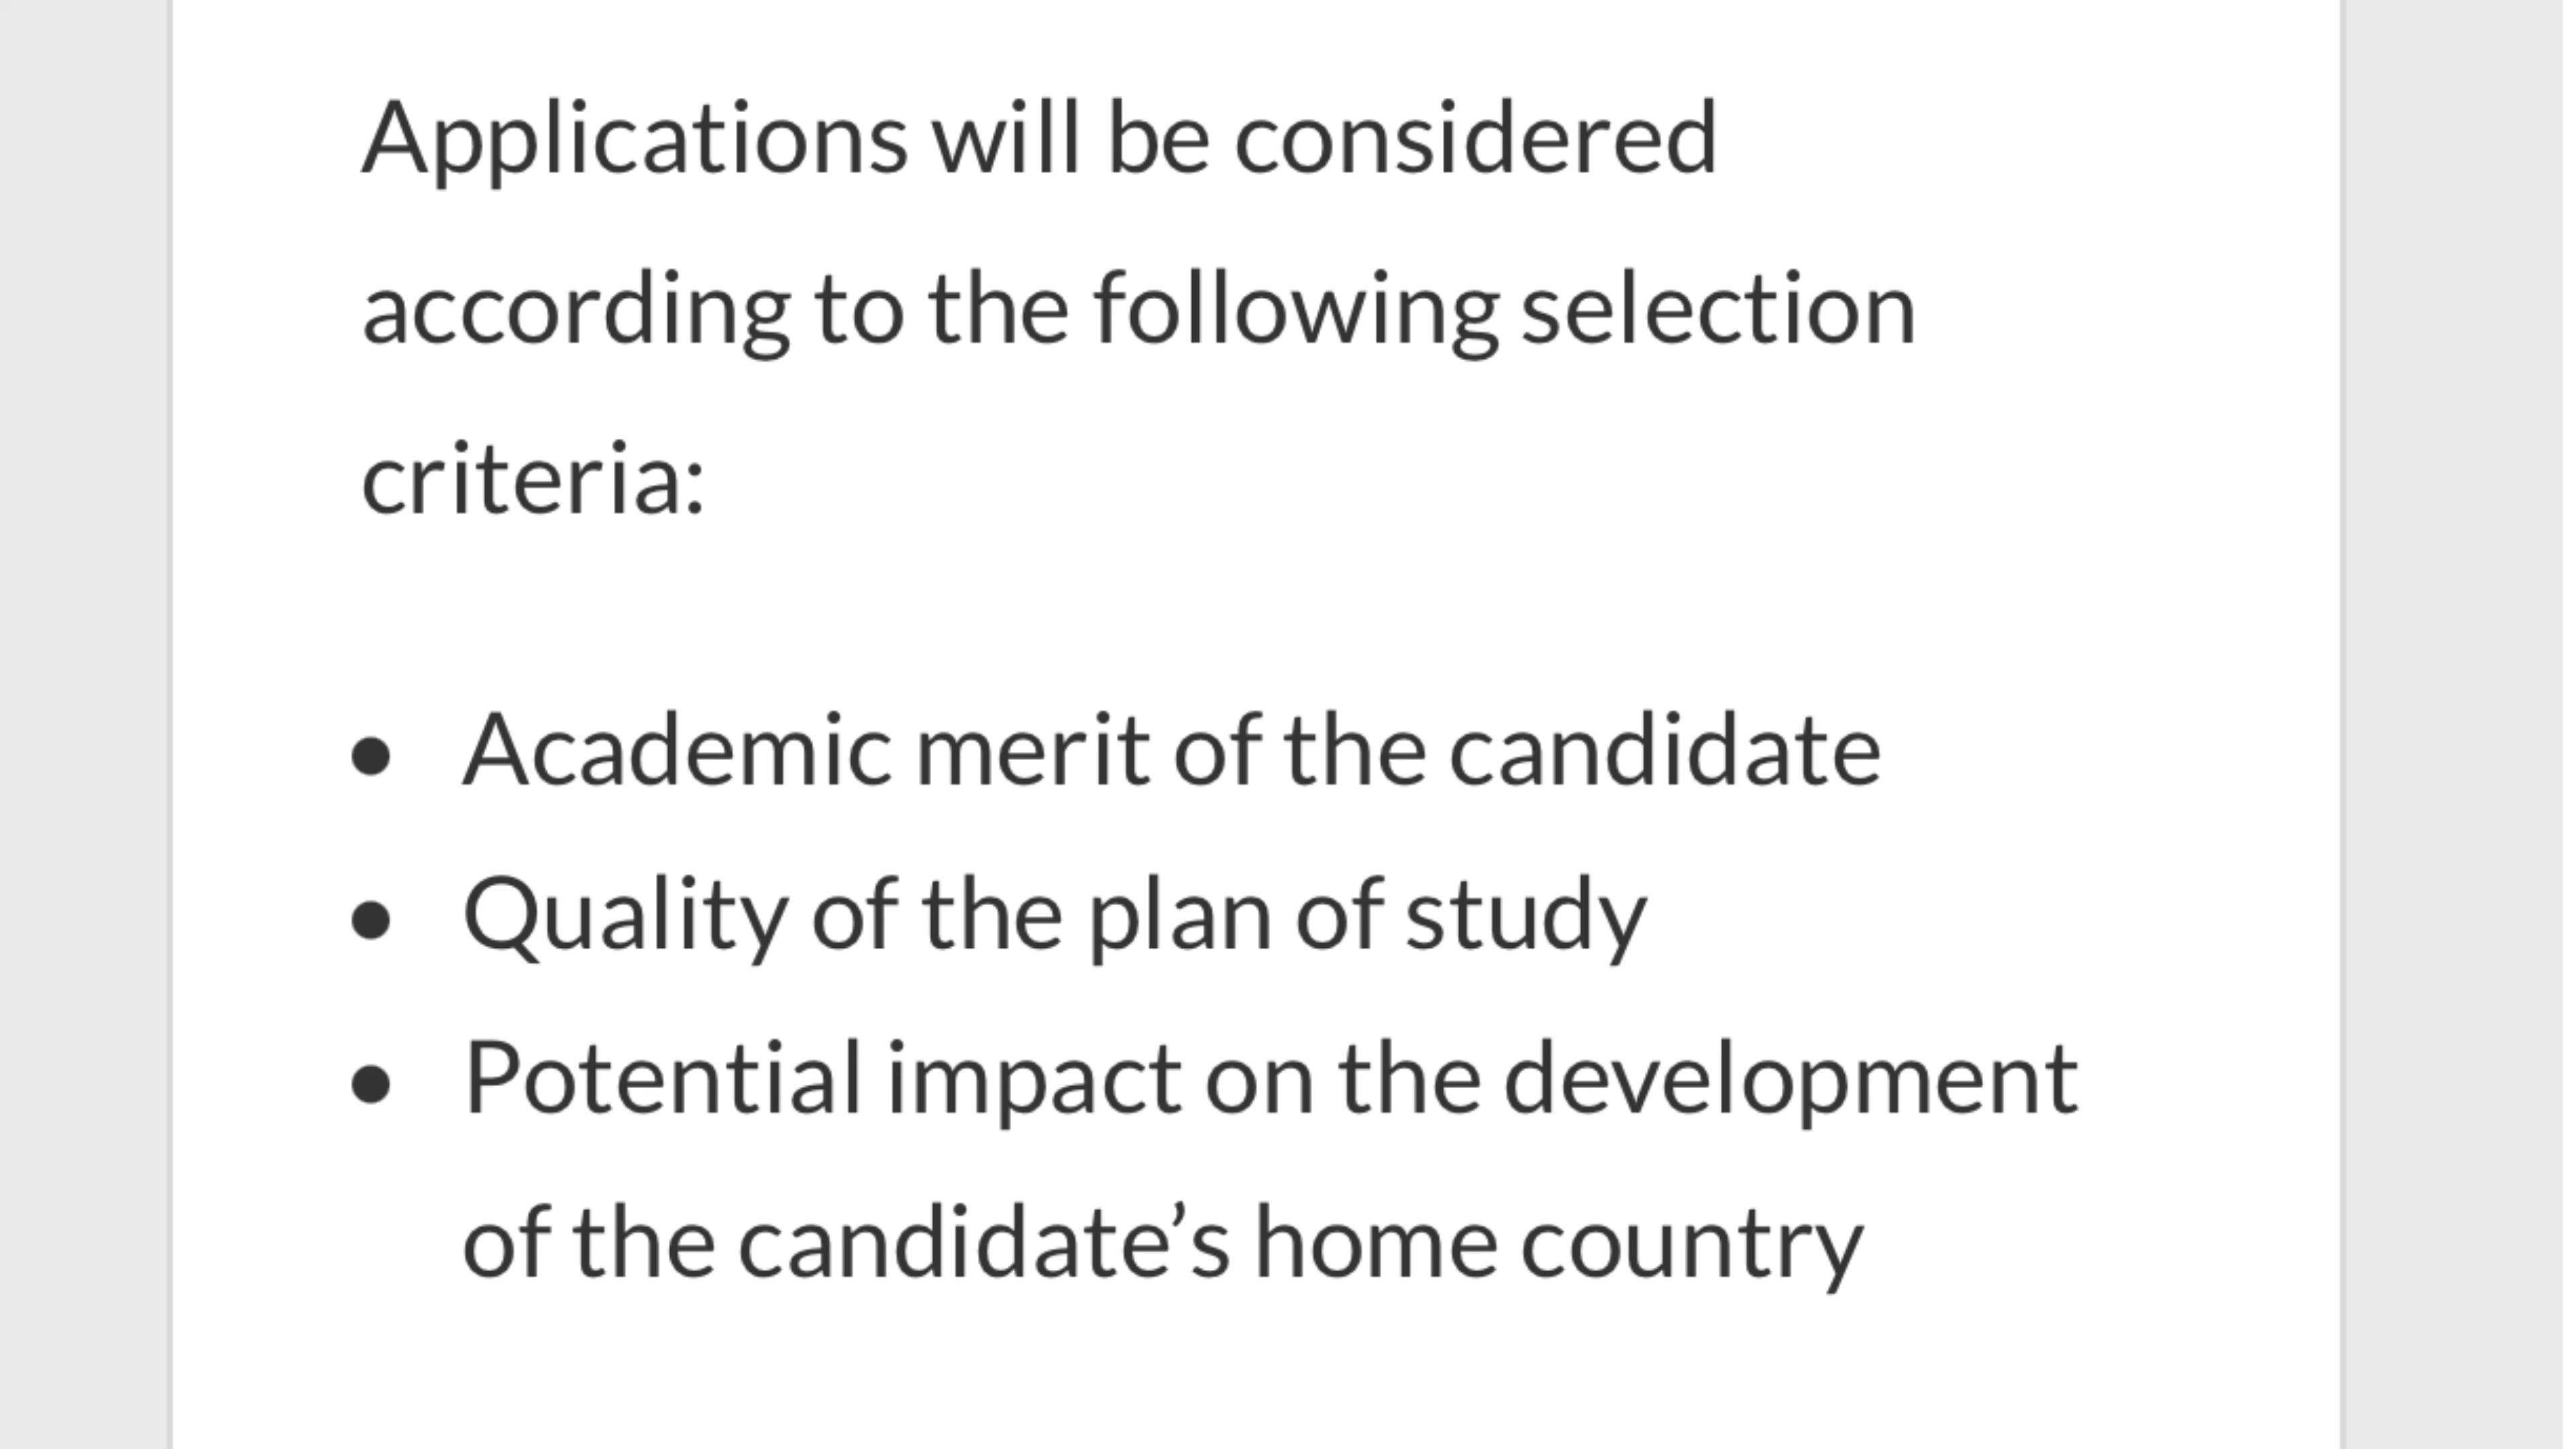 Applications will be considered
according to the following selection
criteria:
• Academic merit of the candidate
• Quality of the plan of study
• Potential impact on the development
of the candidate’s home country